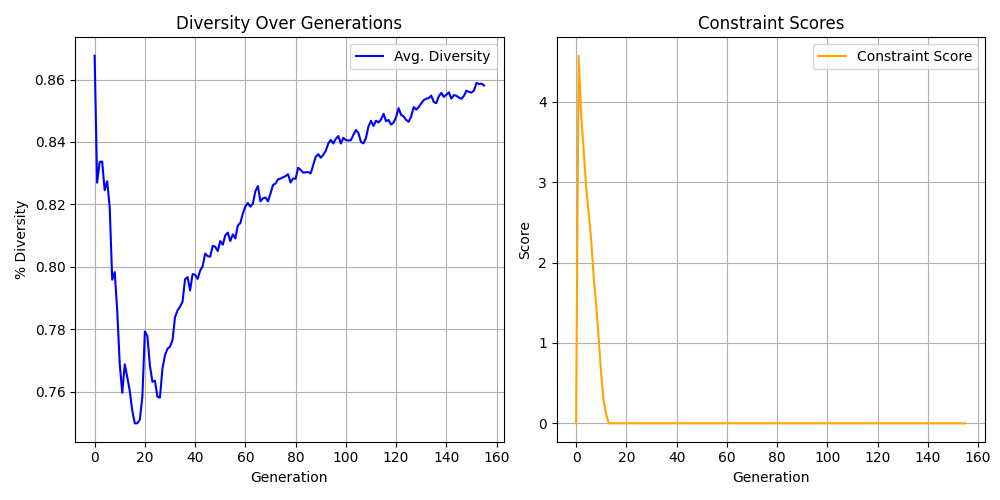 Diversity Over Generations
Avg. Diversity
% Diversity
0.86
0.84
0.82
0.80
0.78
0.76
0 20 40 60 80 100 120 140 160
Generation
Constraint Scores
Constraint Score
Score
4
3
2
1
0
0 20 40 60 80 100 120 140 160
Generation